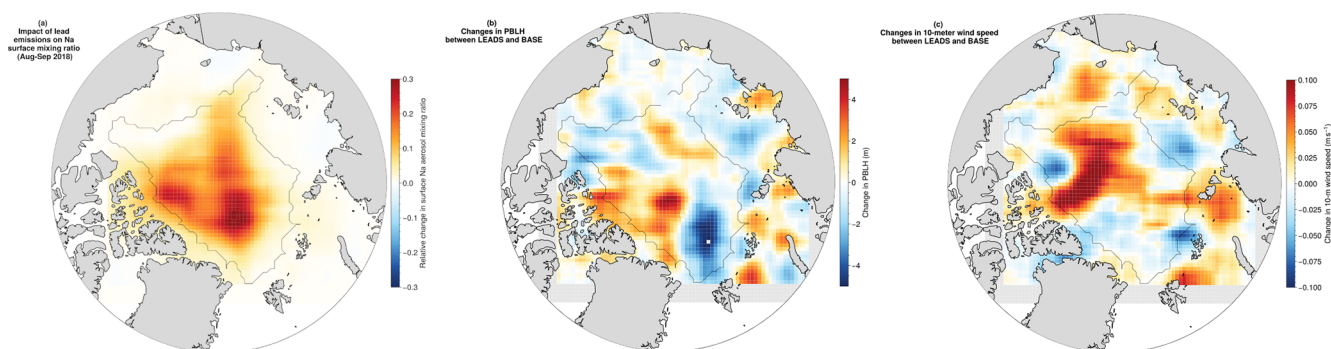 (a)
Impact of lead
emissions on Na
surface mixing ratio
(Aug-Sep 2018)
0.3
0.2
0.1
0.0
−0.1
−0.2
−0.3
Relative change in surface Na aerosol mixing ratio
(b)
Changes in PBLH
between LEADS and BASE
4
2
0
−2
−4
Change in PBLH (m)
(c)
Changes in 10-meter wind speed
between LEADS and BASE
0.100
0.075
0.050
0.025
0.000
−0.025
−0.050
−0.075
−0.100
Change in 10-m wind speed (m s⁻¹)